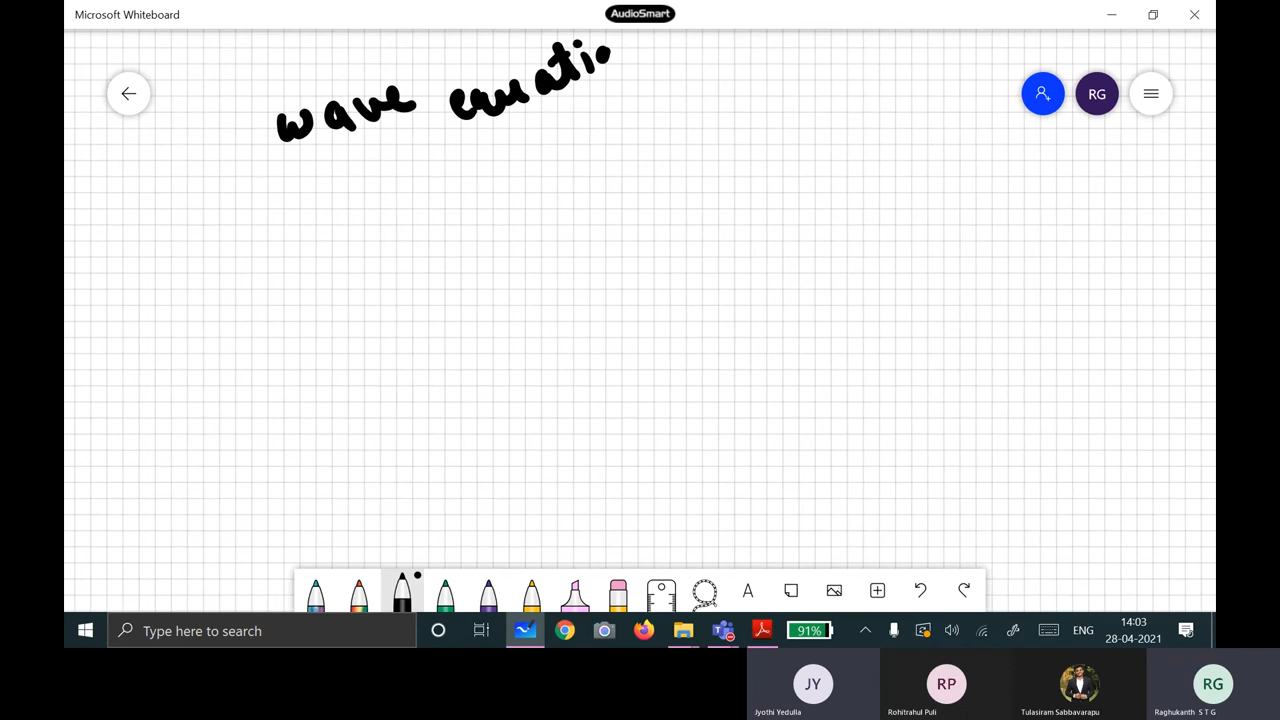 Microsoft Whiteboard
AudioSmart
wave equatio
RG
A
Type here to search
91%
ENG
14:03
28-04-2021
JY
RP
RG
Jyothi Yedulla
Rohitrahul Puli
Tulasiram Sabbavarapu
Raghukanth S T G